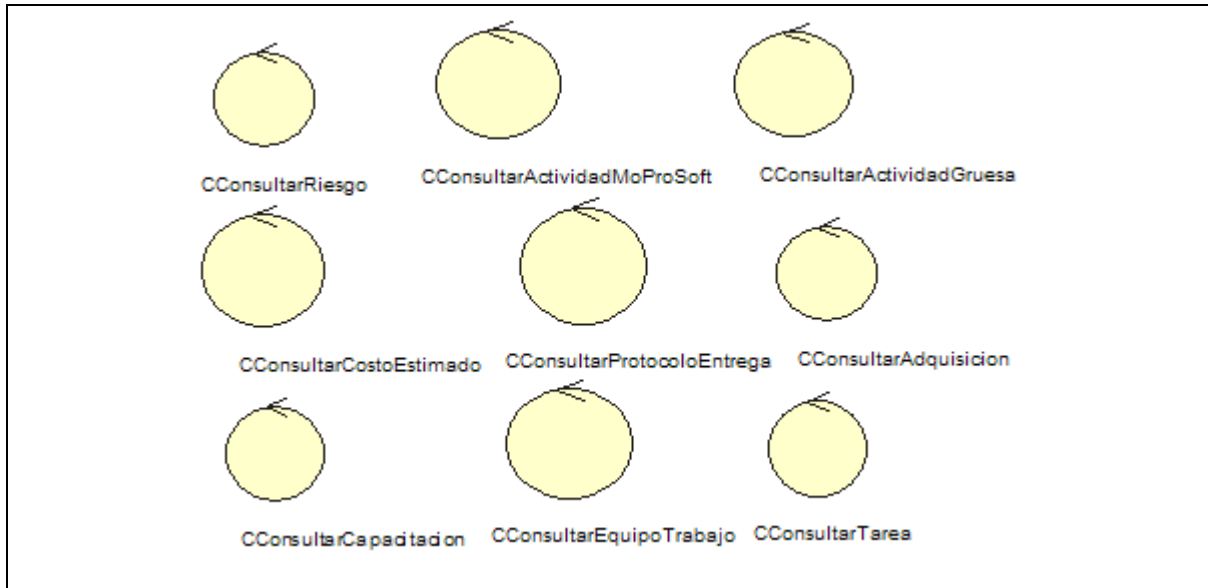 CConsultarRiesgo
CConsultarActividadMoProSoft
CConsultarActividadGruesa
CConsultarCostoEstimado
CConsultarProtocoloEntrega
CConsultarAdquisicion
CConsultarCapacitacion
CConsultarEquipoTrabajo
CConsultarTarea